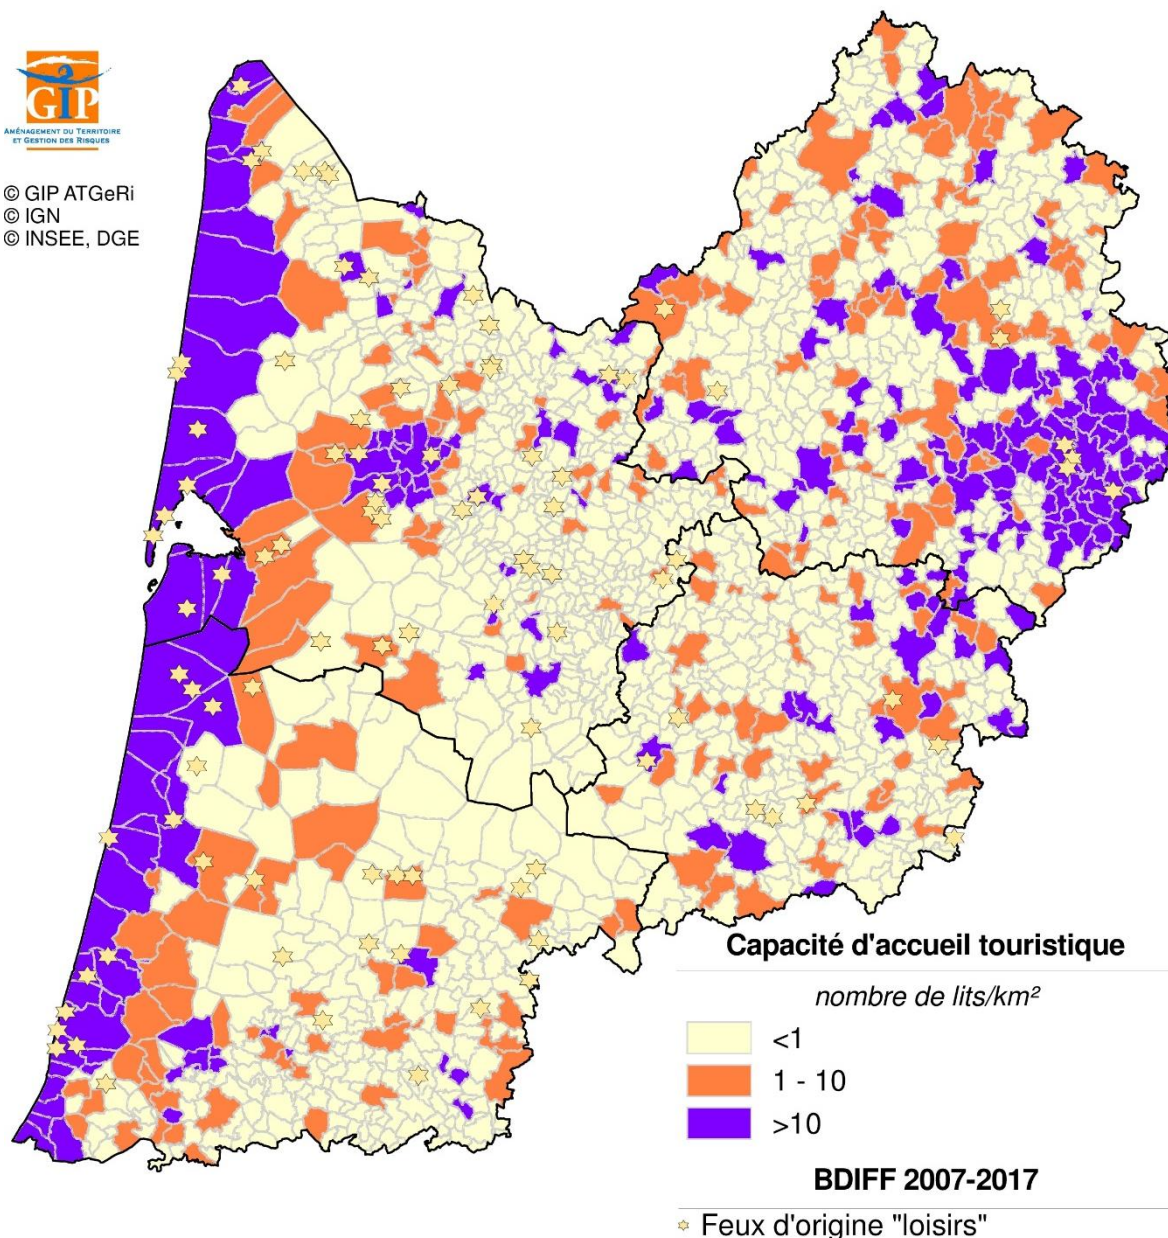 GIP
AMÉNAGEMENT DU TERRITOIRE
ET GESTION DES RISQUES
© GIP ATGeRi
© IGN
© INSEE, DGE
Capacité d'accueil touristique
nombre de lits/km²
<1
1 - 10
>10
BDIFF 2007-2017
Feux d'origine "loisirs"